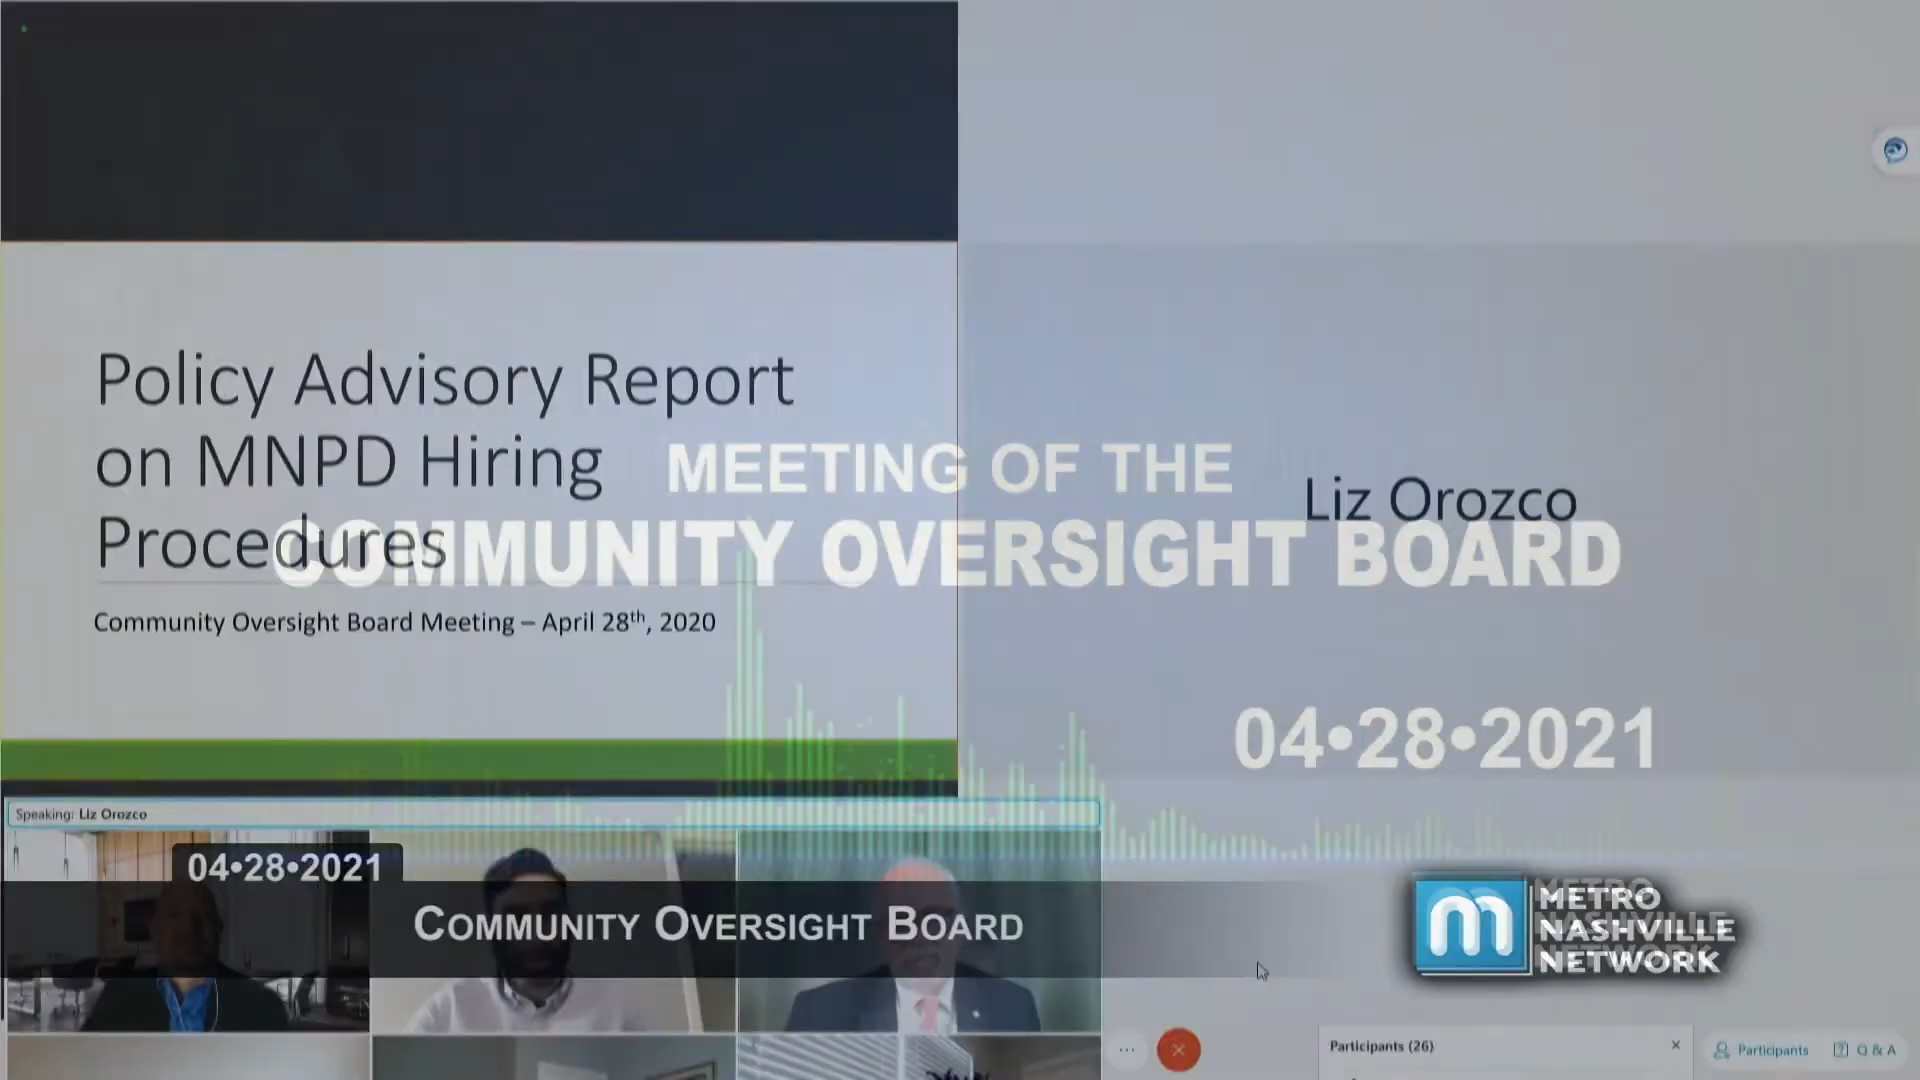 Policy Advisory Report
on MNPD Hiring
Procedures
Community Oversight Board Meeting – April 28th, 2020
MEETING OF THE
COMMUNITY OVERSIGHT BOARD
Liz Orozco
04•28•2021
Speaking: Liz Orozco
04•28•2021
COMMUNITY OVERSIGHT BOARD
METRO
NASHVILLE
NETWORK
Participants (26)
Participants
Q & A